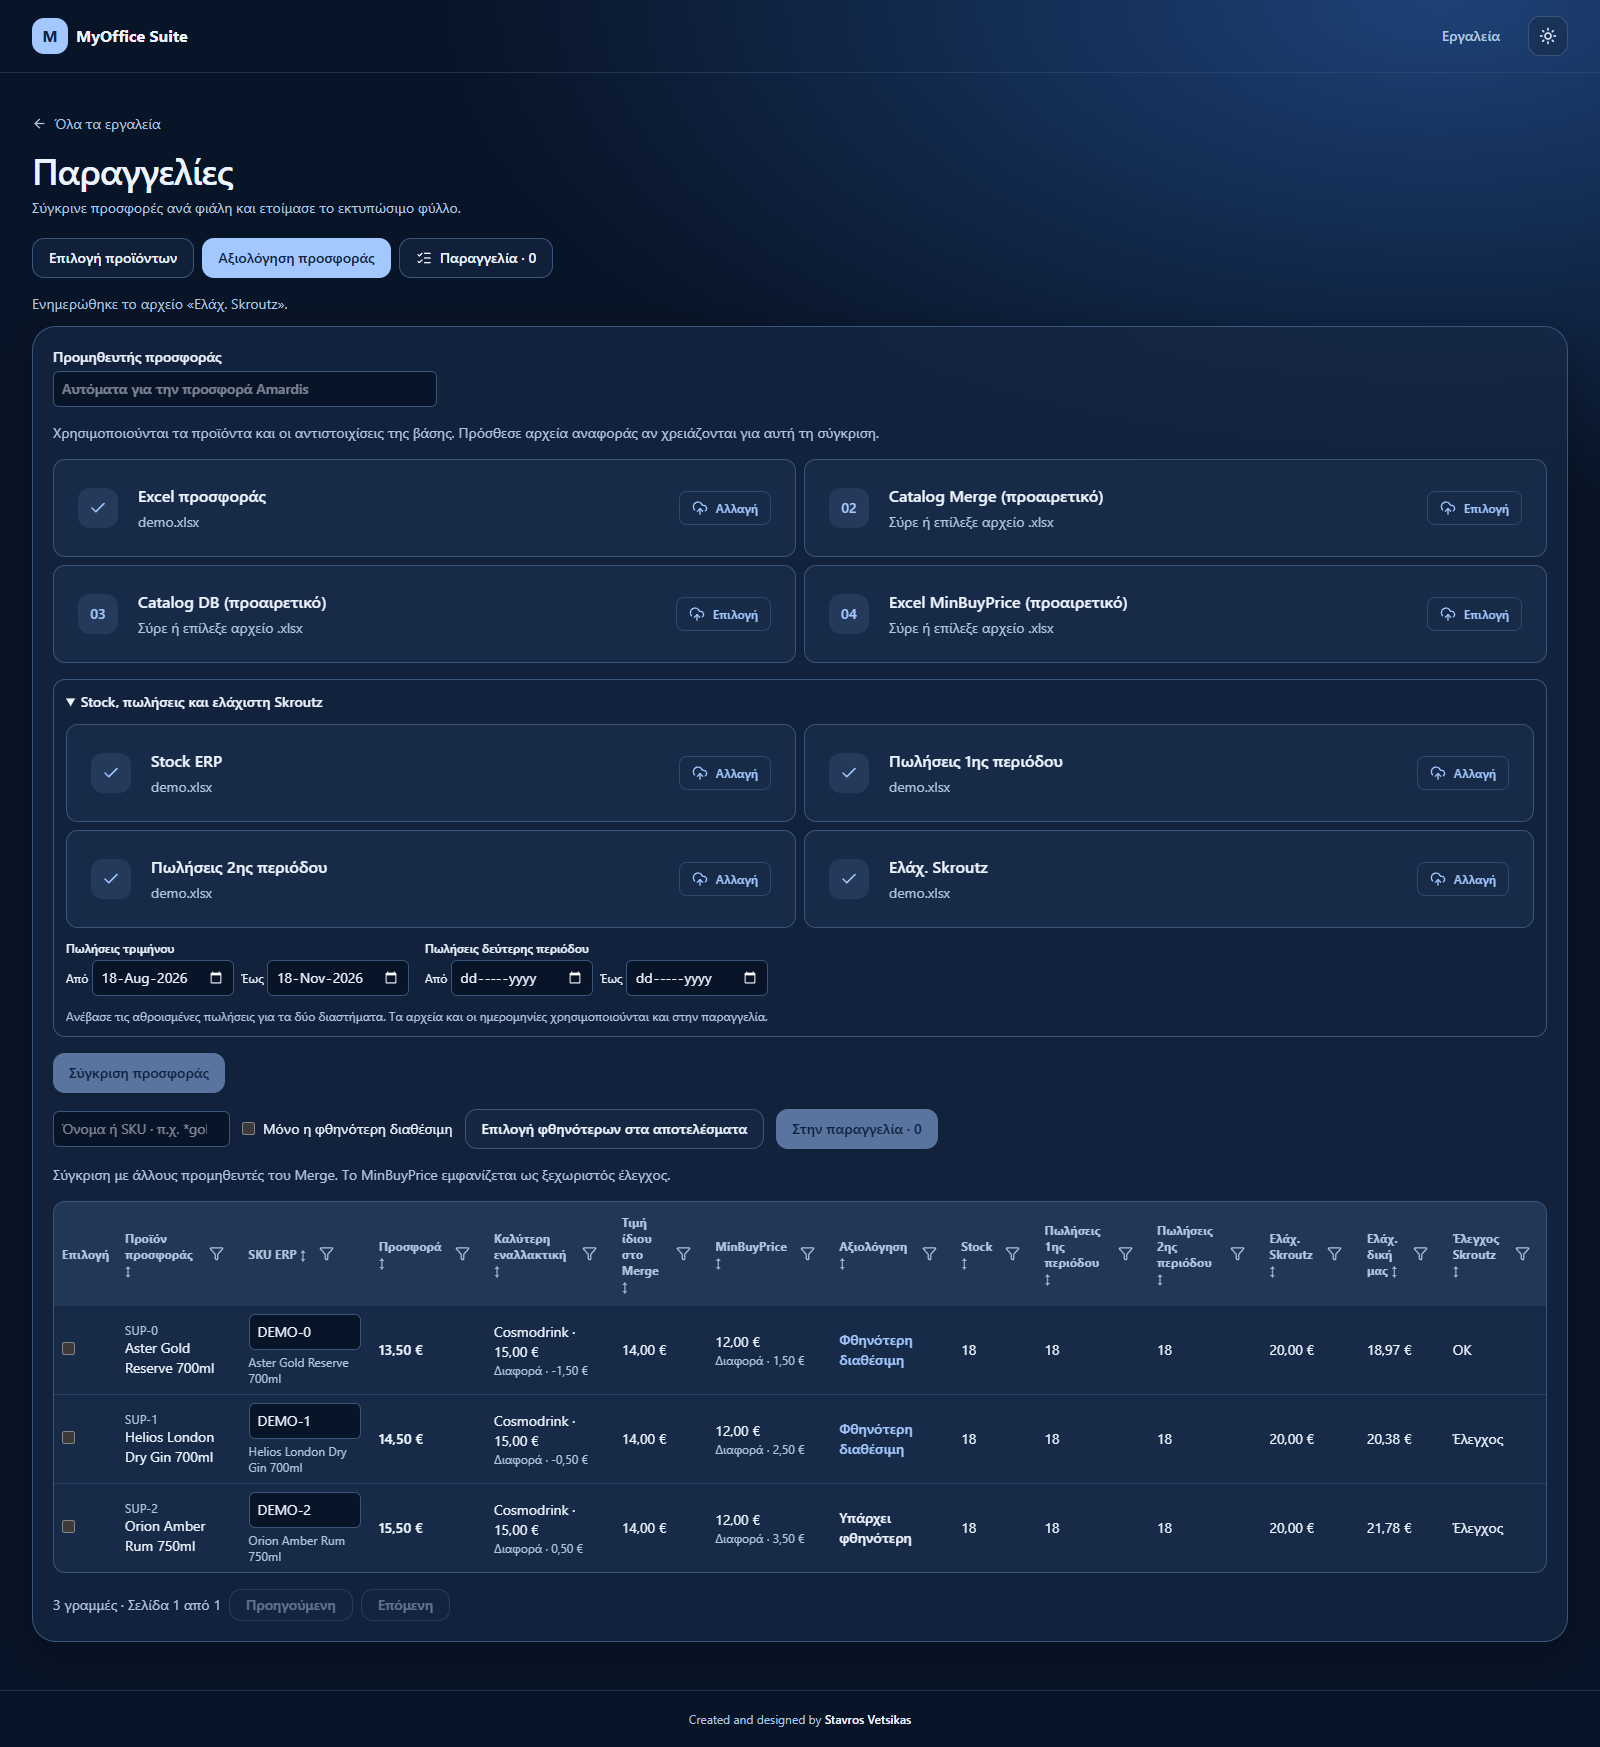 M MyOffice Suite
Εργαλεία
← Όλα τα εργαλεία
Παραγγελίες
Σύγκρινε προσφορές ανά φιάλη και ετοίμασε το εκτυπώσιμο φύλλο.
Επιλογή προϊόντων
Αξιολόγηση προσφοράς
Παραγγελία · 0
Ενημερώθηκε το αρχείο «Ελάχ. Skroutz».
Προμηθευτής προσφοράς
Αυτόματα για την προσφορά Amardis
Χρησιμοποιούνται τα προϊόντα και οι αντιστοιχίσεις της βάσης. Πρόσθεσε αρχεία αναφοράς αν χρειάζονται για αυτή τη σύγκριση.
Excel προσφοράς
demo.xlsx
Αλλαγή
02
Catalog Merge (προαιρετικό)
Σύρε ή επίλεξε αρχείο .xlsx
Επιλογή
03
Catalog DB (προαιρετικό)
Σύρε ή επίλεξε αρχείο .xlsx
Επιλογή
04
Excel MinBuyPrice (προαιρετικό)
Σύρε ή επίλεξε αρχείο .xlsx
Επιλογή
▼ Stock, πωλήσεις και ελάχιστη Skroutz
Stock ERP
demo.xlsx
Αλλαγή
Πωλήσεις 1ης περιόδου
demo.xlsx
Αλλαγή
Πωλήσεις 2ης περιόδου
demo.xlsx
Αλλαγή
Ελάχ. Skroutz
demo.xlsx
Αλλαγή
Πωλήσεις τριμήνου
Από 18-Aug-2026 Έως 18-Nov-2026
Πωλήσεις δεύτερης περιόδου
Από dd-----yyyy Έως dd-----yyyy
Ανέβασε τις αθροισμένες πωλήσεις για τα δύο διαστήματα. Τα αρχεία και οι ημερομηνίες χρησιμοποιούνται και στην παραγγελία.
Σύγκριση προσφοράς
Όνομα ή SKU · π.χ. *gol
Μόνο η φθηνότερη διαθέσιμη
Επιλογή φθηνότερων στα αποτελέσματα
Στην παραγγελία · 0
Σύγκριση με άλλους προμηθευτές του Merge. Το MinBuyPrice εμφανίζεται ως ξεχωριστός έλεγχος.
Επιλογή
Προϊόν
προσφοράς
↕
SKU ERP ↕
Προσφορά
↕
Καλύτερη
εναλλακτική
↕
Τιμή
ίδιου
στο
Merge
↕
MinBuyPrice
↕
Αξιολόγηση
↕
Stock
↕
Πωλήσεις
1ης
περιόδου
↕
Πωλήσεις
2ης
περιόδου
↕
Ελάχ.
Skroutz
↕
Ελάχ.
δική
μας ↕
Έλεγχος
Skroutz
↕
SUP-0
Aster Gold
Reserve 700ml
DEMO-0
Aster Gold Reserve
700ml
13,50 €
Cosmodrink ·
15,00 €
Διαφορά · -1,50 €
14,00 €
12,00 €
Διαφορά · 1,50 €
Φθηνότερη
διαθέσιμη
18
18
18
20,00 €
18,97 €
OK
SUP-1
Helios London
Dry Gin 700ml
DEMO-1
Helios London Dry
Gin 700ml
14,50 €
Cosmodrink ·
15,00 €
Διαφορά · -0,50 €
14,00 €
12,00 €
Διαφορά · 2,50 €
Φθηνότερη
διαθέσιμη
18
18
18
20,00 €
20,38 €
Έλεγχος
SUP-2
Orion Amber
Rum 750ml
DEMO-2
Orion Amber Rum
750ml
15,50 €
Cosmodrink ·
15,00 €
Διαφορά · 0,50 €
14,00 €
12,00 €
Διαφορά · 3,50 €
Υπάρχει
φθηνότερη
18
18
18
20,00 €
21,78 €
Έλεγχος
3 γραμμές · Σελίδα 1 από 1
Προηγούμενη
Επόμενη
Created and designed by Stavros Vetsikas